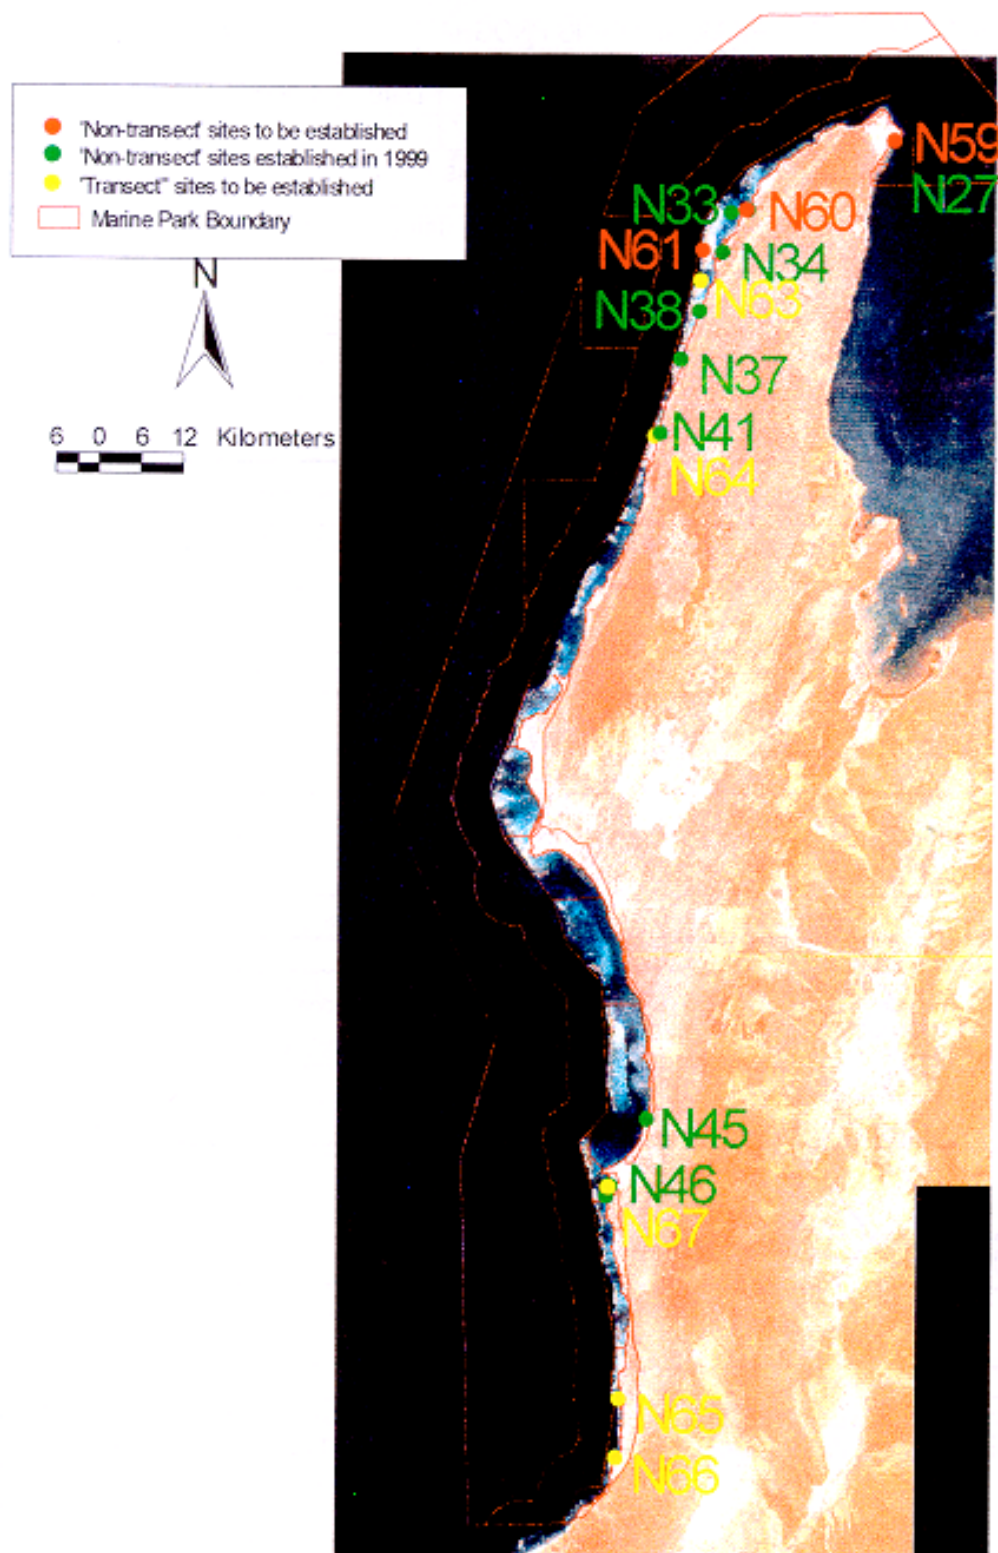 'Non-transect' sites to be established
'Non-transect' sites established in 1999
'Transect" sites to be established
Marine Park Boundary
N
6 0 6 12 Kilometers
N59
N27
N33
N60
N61
N34
N63
N38
N37
N41
N64
N45
N46
N67
N65
N66